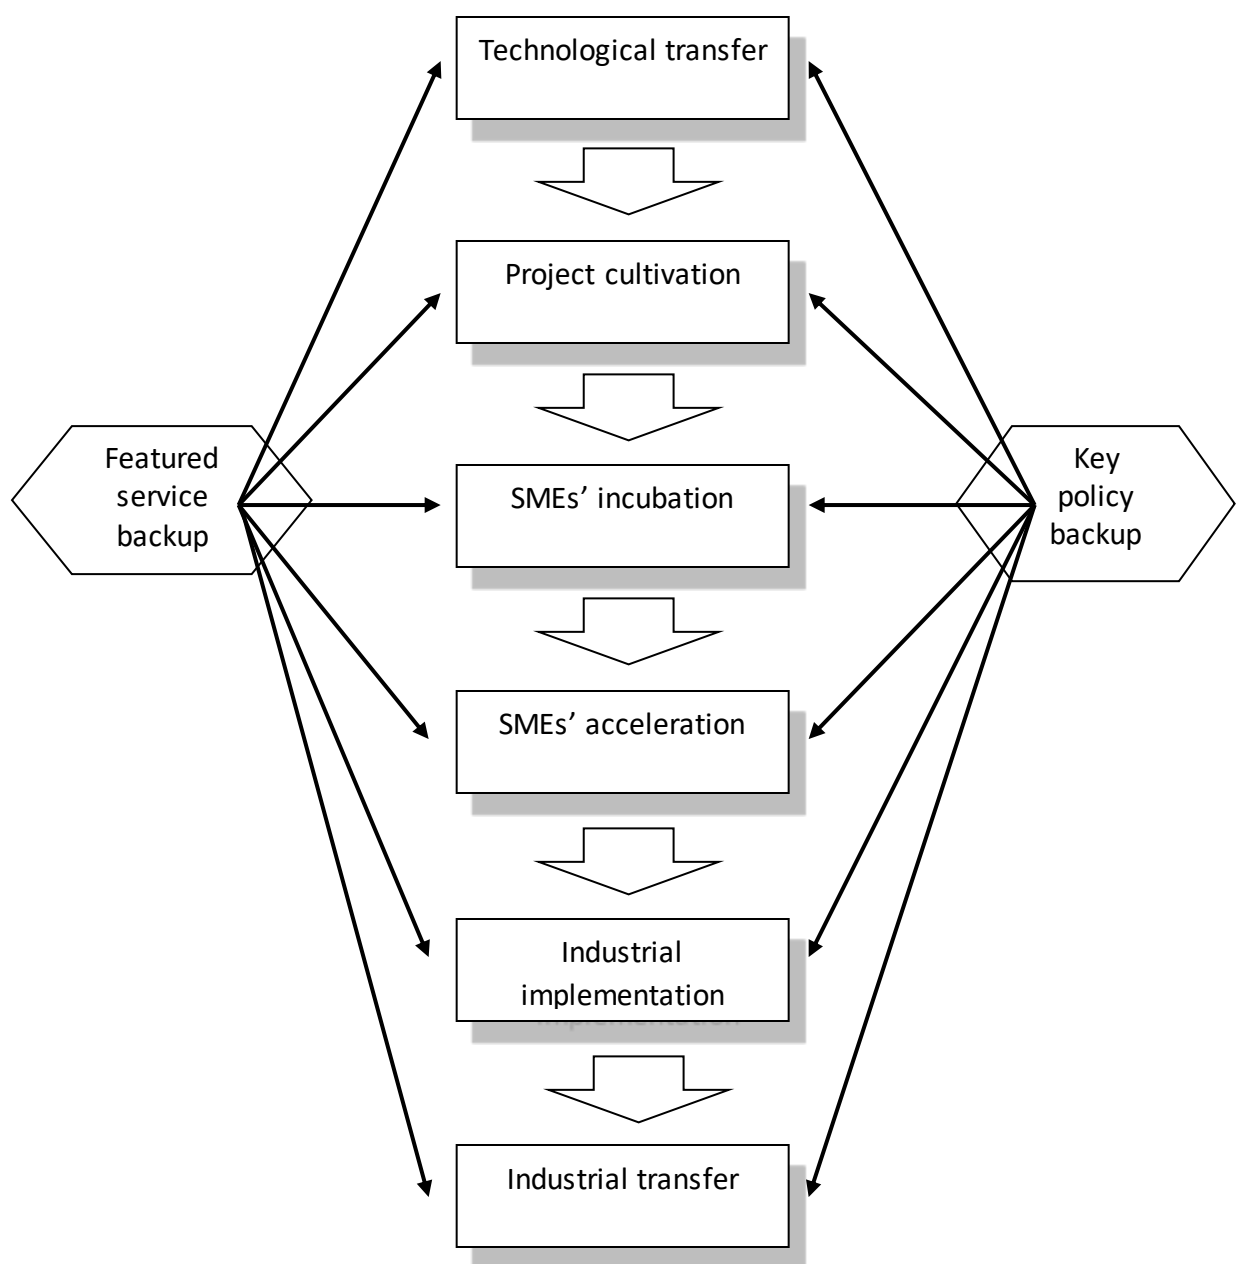 Technological transfer
Project cultivation
Featured
service
backup
SMEs’ incubation
Key
policy
backup
SMEs’ acceleration
Industrial
implementation
Industrial transfer